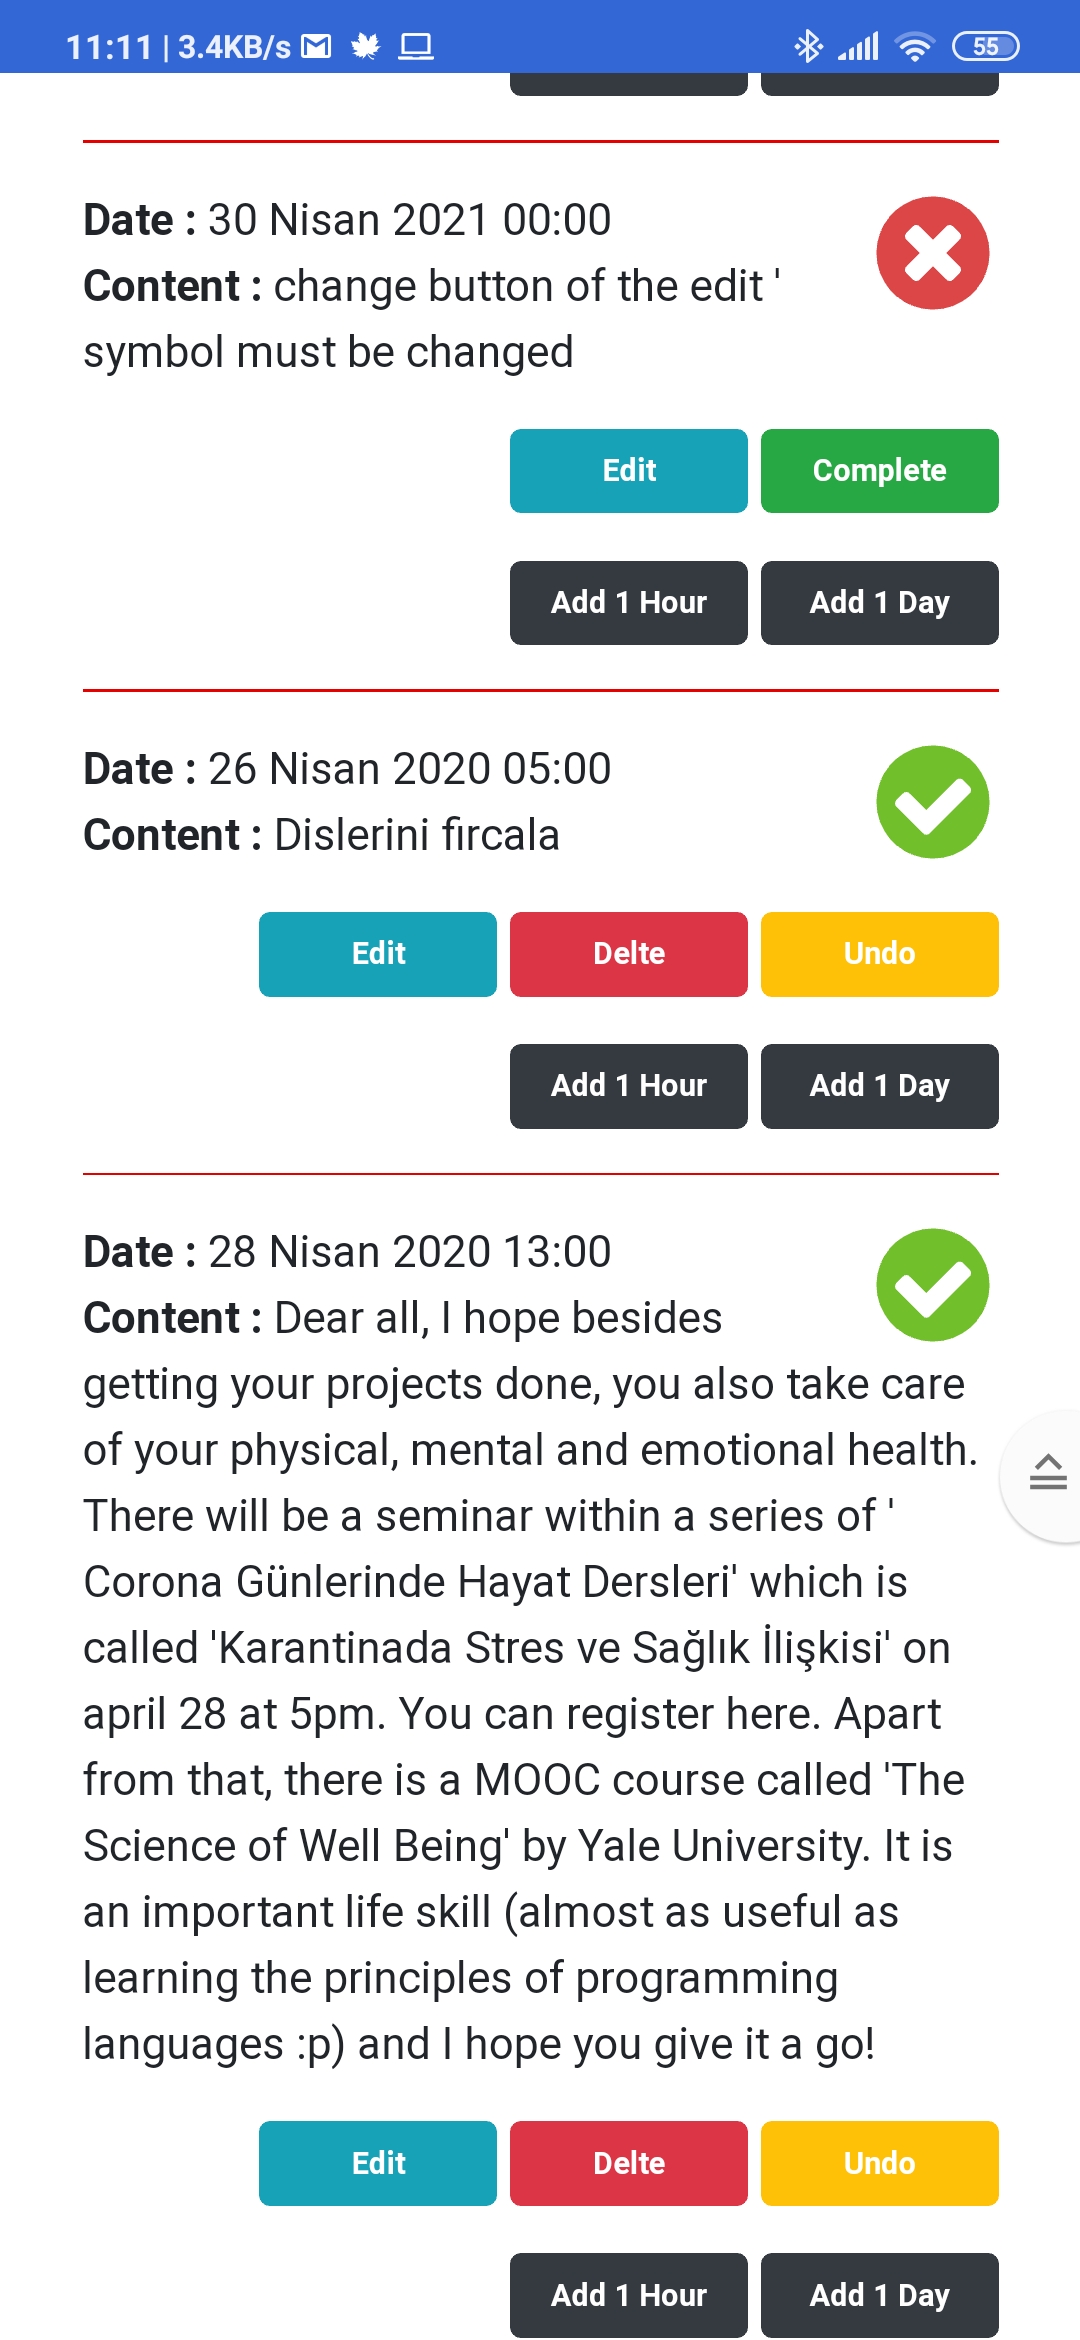 11:11 | 3.4KB/s 55
Date : 30 Nisan 2021 00:00
Content : change button of the edit '
symbol must be changed
Edit Complete
Add 1 Hour Add 1 Day
Date : 26 Nisan 2020 05:00
Content : Dislerini fircala
Edit Delte Undo
Add 1 Hour Add 1 Day
Date : 28 Nisan 2020 13:00
Content : Dear all, I hope besides
getting your projects done, you also take care
of your physical, mental and emotional health.
There will be a seminar within a series of '
Corona Günlerinde Hayat Dersleri' which is
called 'Karantinada Stres ve Sağlık İlişkisi' on
april 28 at 5pm. You can register here. Apart
from that, there is a MOOC course called 'The
Science of Well Being' by Yale University. It is
an important life skill (almost as useful as
learning the principles of programming
languages :p) and I hope you give it a go!
Edit Delte Undo
Add 1 Hour Add 1 Day